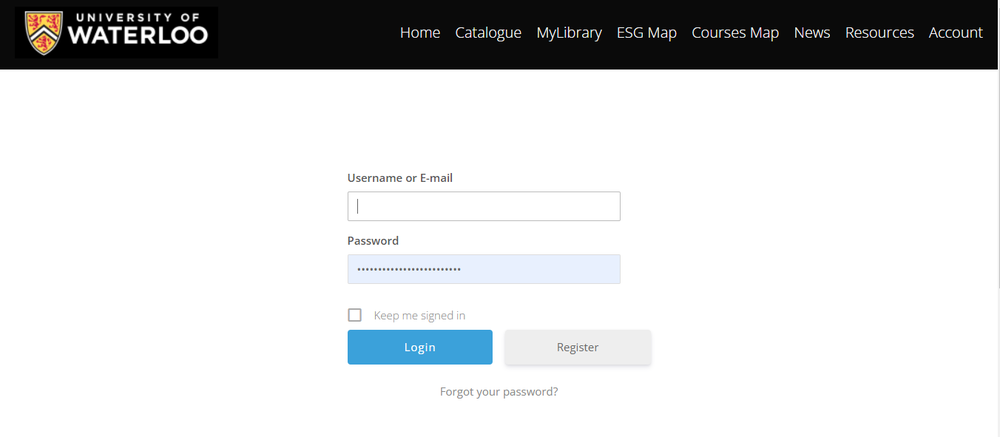 UNIVERSITY OF
WATERLOO
Home Catalogue MyLibrary ESG Map Courses Map News Resources Account
Username or E-mail
Password
••••••••••••••••••••••••
Keep me signed in
Login Register
Forgot your password?